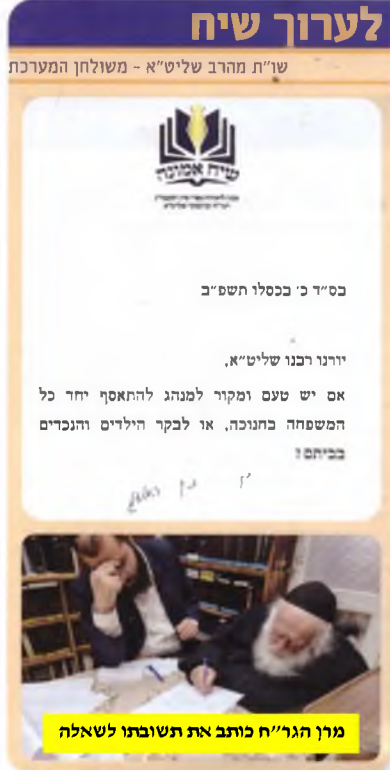 לערוך שיח
שו״ת מהרב שליט״א - משולחן המערכת
שיח אמונה
בס״ד כ׳ בכסלו תשפ״ב
יורנו רבנו שליט״א,
אם יש טעם ומקור למנהג להתאסף יחד כל
המשפחה בחנוכה, או לבקר הילדים והנכדים
בביתם?
מרן הגר״ח כותב את תשובתו לשאלה